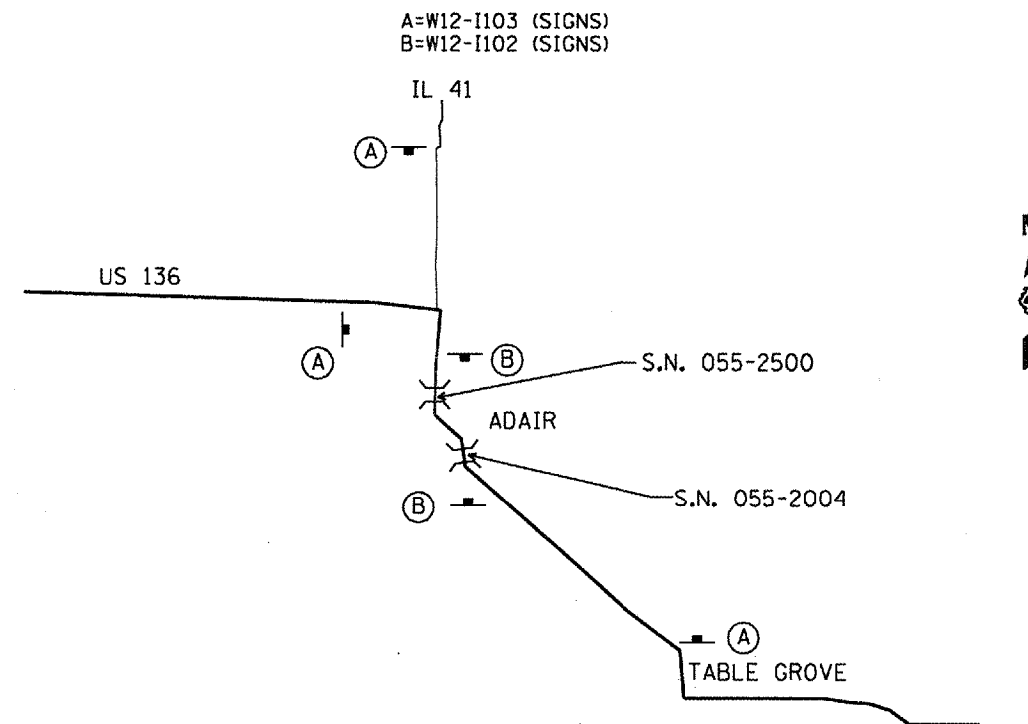 A=W12-I103 (SIGNS)
B=W12-I102 (SIGNS)
IL 41
A
US 136
A
B
S.N. 055-2500
ADAIR
B
S.N. 055-2004
A
TABLE GROVE